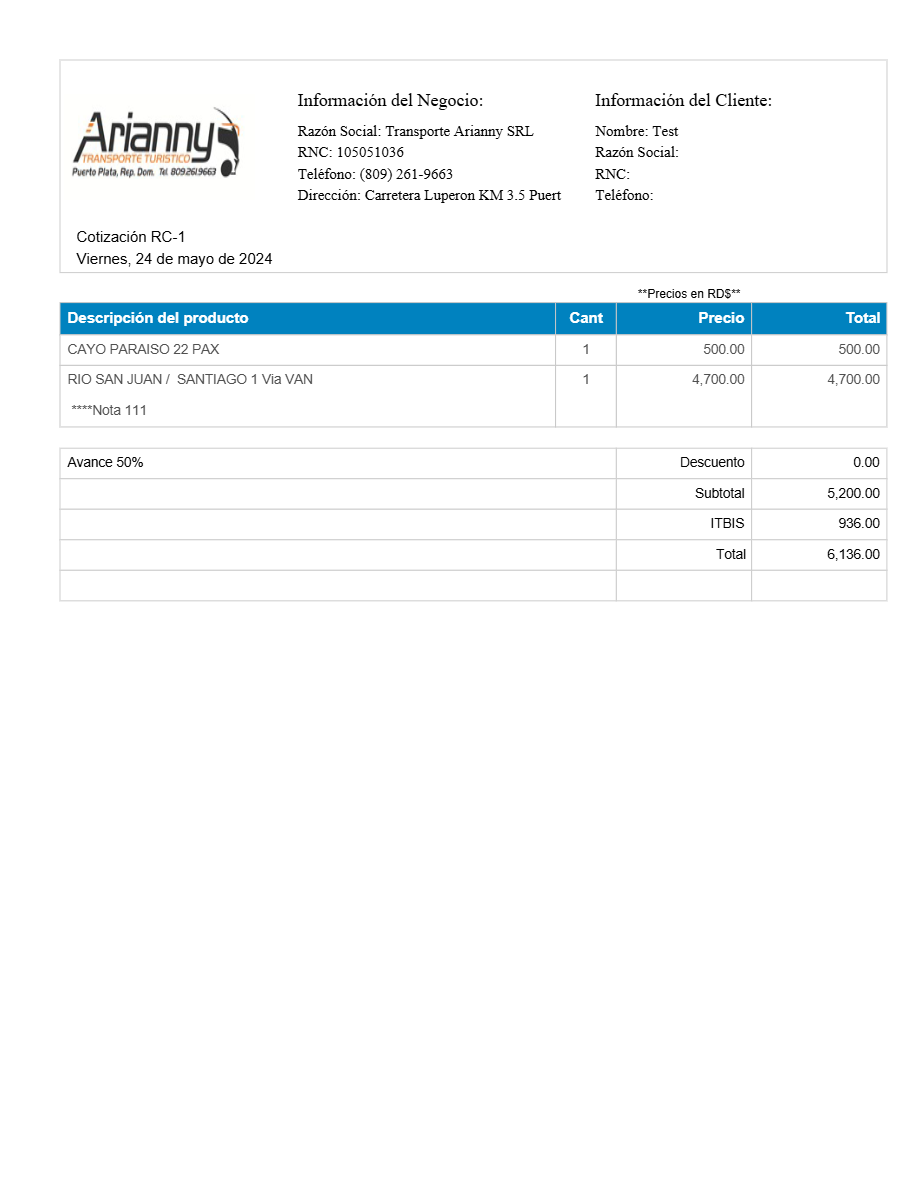 Arianny
TRANSPORTE TURISTICO
Puerto Plata, Rep. Dom. Tel. 809.261.9663
Información del Negocio:
Razón Social: Transporte Arianny SRL
RNC: 105051036
Teléfono: (809) 261-9663
Dirección: Carretera Luperon KM 3.5 Puert
Información del Cliente:
Nombre: Test
Razón Social:
RNC:
Teléfono:
Cotización RC-1
Viernes, 24 de mayo de 2024
**Precios en RD$**
Descripción del producto Cant Precio Total
CAYO PARAISO 22 PAX 1 500.00 500.00
RIO SAN JUAN / SANTIAGO 1 Via VAN 1 4,700.00 4,700.00
****Nota 111
Avance 50% Descuento 0.00
Subtotal 5,200.00
ITBIS 936.00
Total 6,136.00